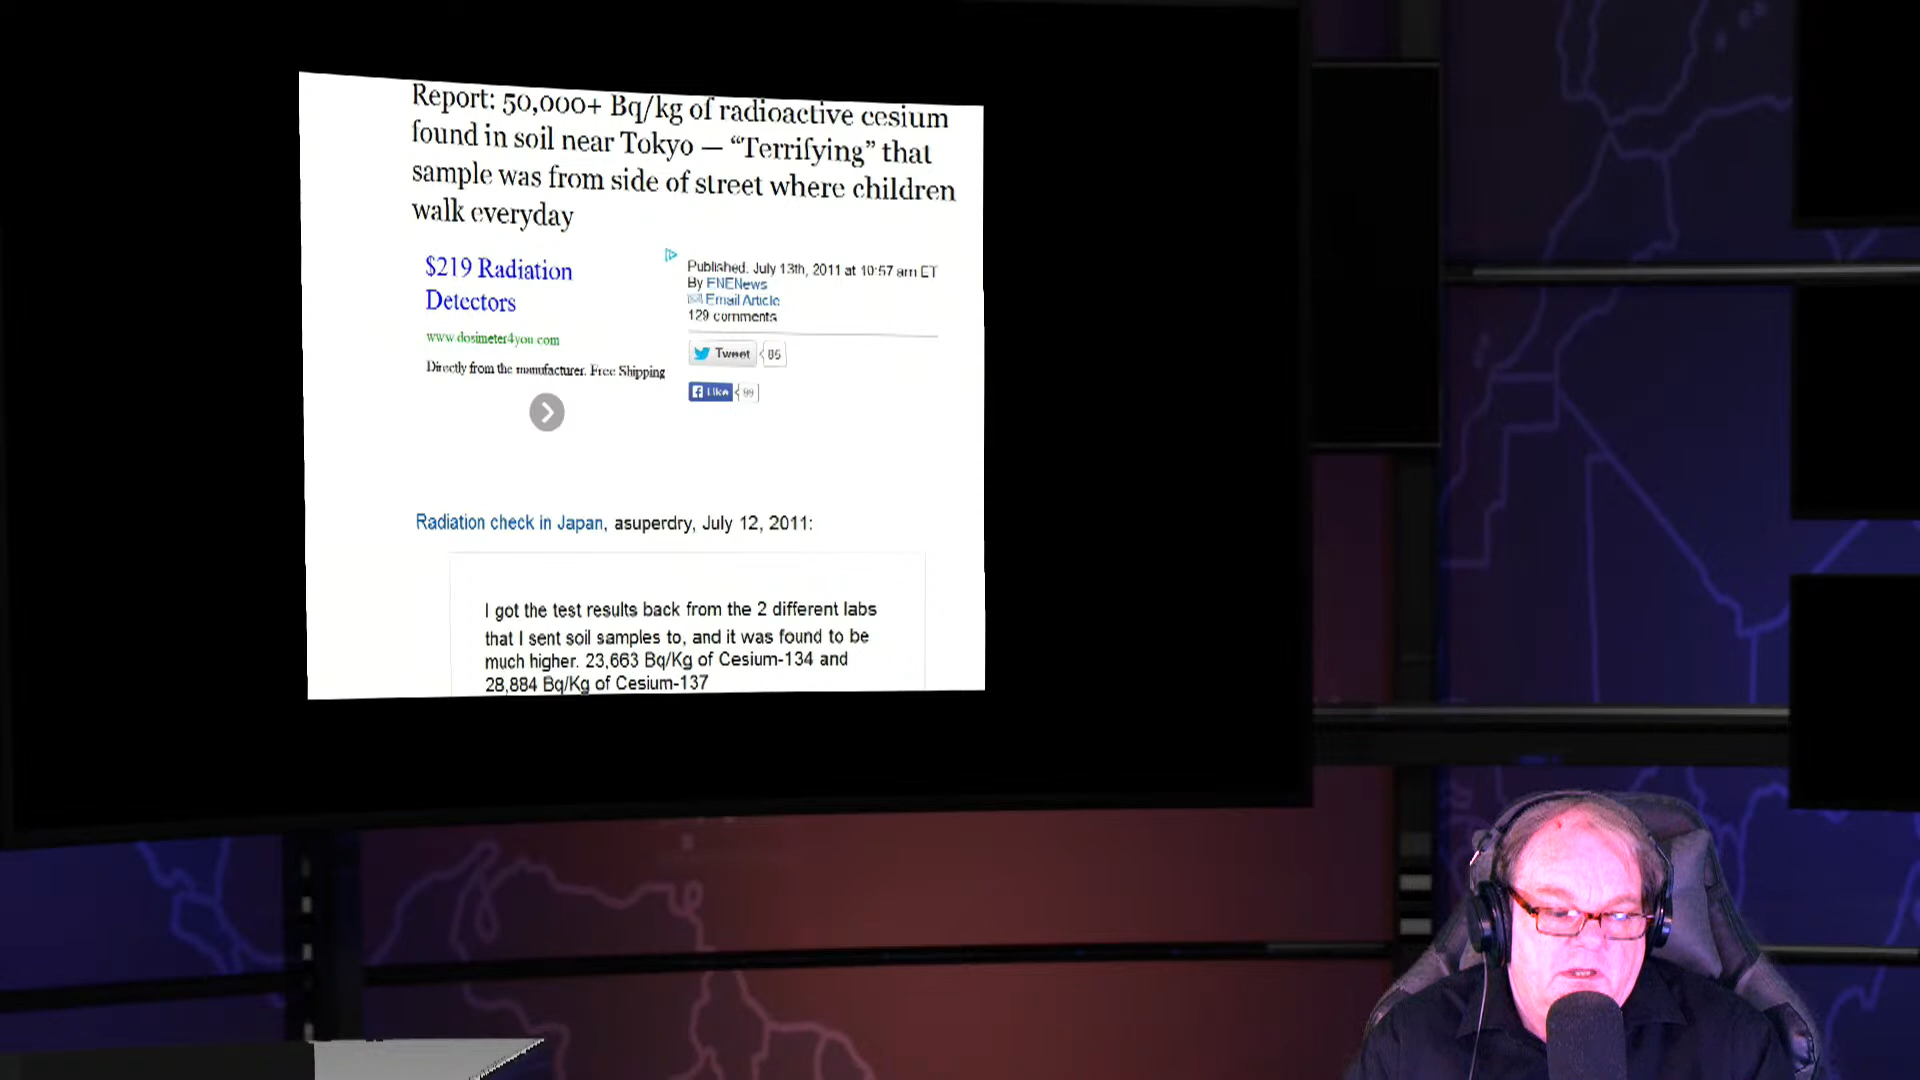 Report: 50,000+ Bq/kg of radioactive cesium
found in soil near Tokyo — “Terrifying” that
sample was from side of street where children
walk everyday
$219 Radiation
Detectors
www.dosimeter4you.com
Directly from the manufacturer. Free Shipping
Published: July 13th, 2011 at 10:57 am ET
By ENENews
Email Article
129 comments
Tweet 85
Like 99
Radiation check in Japan, asuperdry, July 12, 2011:
I got the test results back from the 2 different labs
that I sent soil samples to, and it was found to be
much higher. 23,663 Bq/Kg of Cesium-134 and
28,884 Bq/Kg of Cesium-137